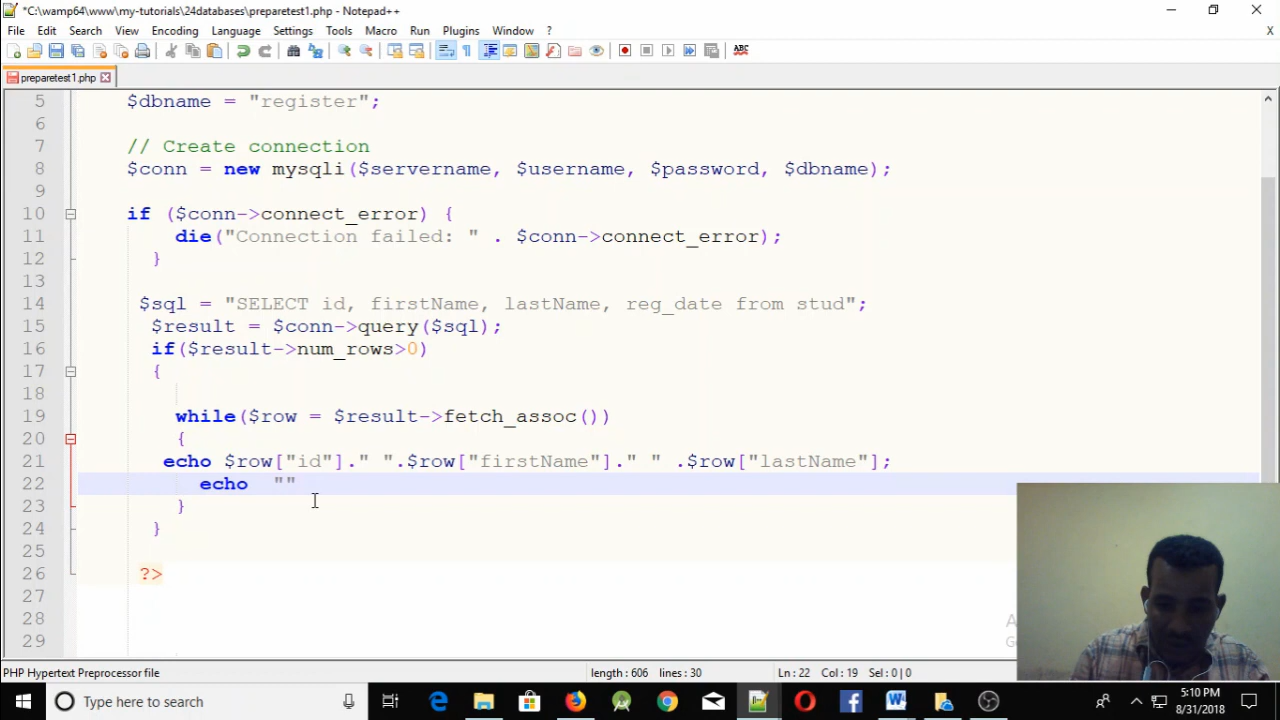 *C:\wamp64\www\my-tutorials\24databases\preparetest1.php - Notepad++
File Edit Search View Encoding Language Settings Tools Macro Run Plugins Window ? X
preparetest1.php
5 $dbname = "register";
6
7 // Create connection
8 $conn = new mysqli($servername, $username, $password, $dbname);
9
10 if ($conn->connect_error) {
11 die("Connection failed: " . $conn->connect_error);
12 }
13
14 $sql = "SELECT id, firstName, lastName, reg_date from stud";
15 $result = $conn->query($sql);
16 if($result->num_rows>0)
17 {
18
19 while($row = $result->fetch_assoc())
20 {
21 echo $row["id"]." ".$row["firstName"]." " .$row["lastName"];
22 echo  ""
23 }
24 }
25
26 ?>
27
28
29
PHP Hypertext Preprocessor file length : 606 lines : 30 Ln : 22 Col : 19 Sel : 0 | 0
Type here to search
5:10 PM
8/31/2018